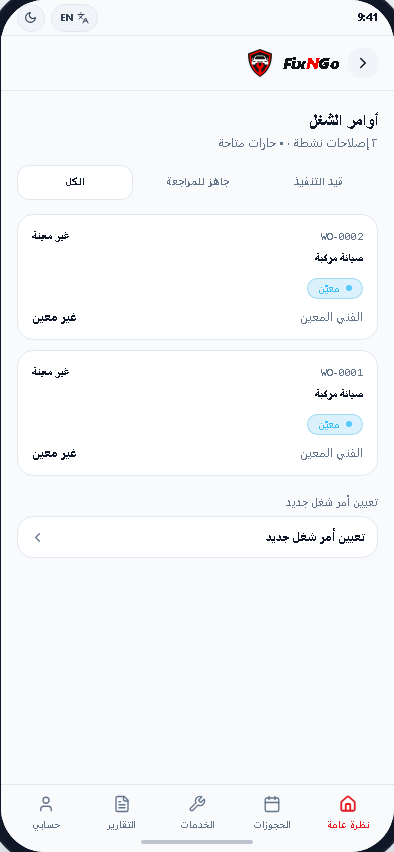 9:41
EN
FixNGo
أوامر الشغل
٢ إصلاحات نشطة · ٠ حارات متاحة
قيد التنفيذ
جاهز للمراجعة
الكل
WO-0002
غير معينة
صيانة مركبة
معيّن
الفني المعين
غير معين
WO-0001
غير معينة
صيانة مركبة
معيّن
الفني المعين
غير معين
تعيين أمر شغل جديد
تعيين أمر شغل جديد
نظرة عامة
الحجوزات
الخدمات
التقارير
حسابي